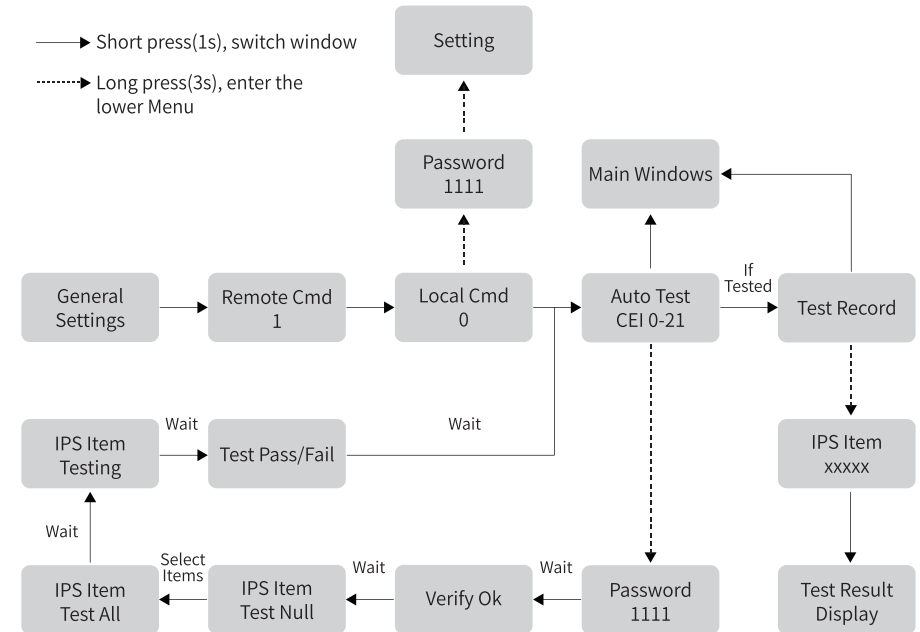 Short press(1s), switch window
Long press(3s), enter the
lower Menu
Setting
Password
1111
Main Windows
General
Settings
Remote Cmd
1
Local Cmd
0
Auto Test
CEI 0-21
If
Tested
Test Record
IPS Item
Testing
Wait
Test Pass/Fail
Wait
IPS Item
xxxxx
Wait
IPS Item
Test All
Select
Items
IPS Item
Test Null
Wait
Verify Ok
Wait
Password
1111
Test Result
Display